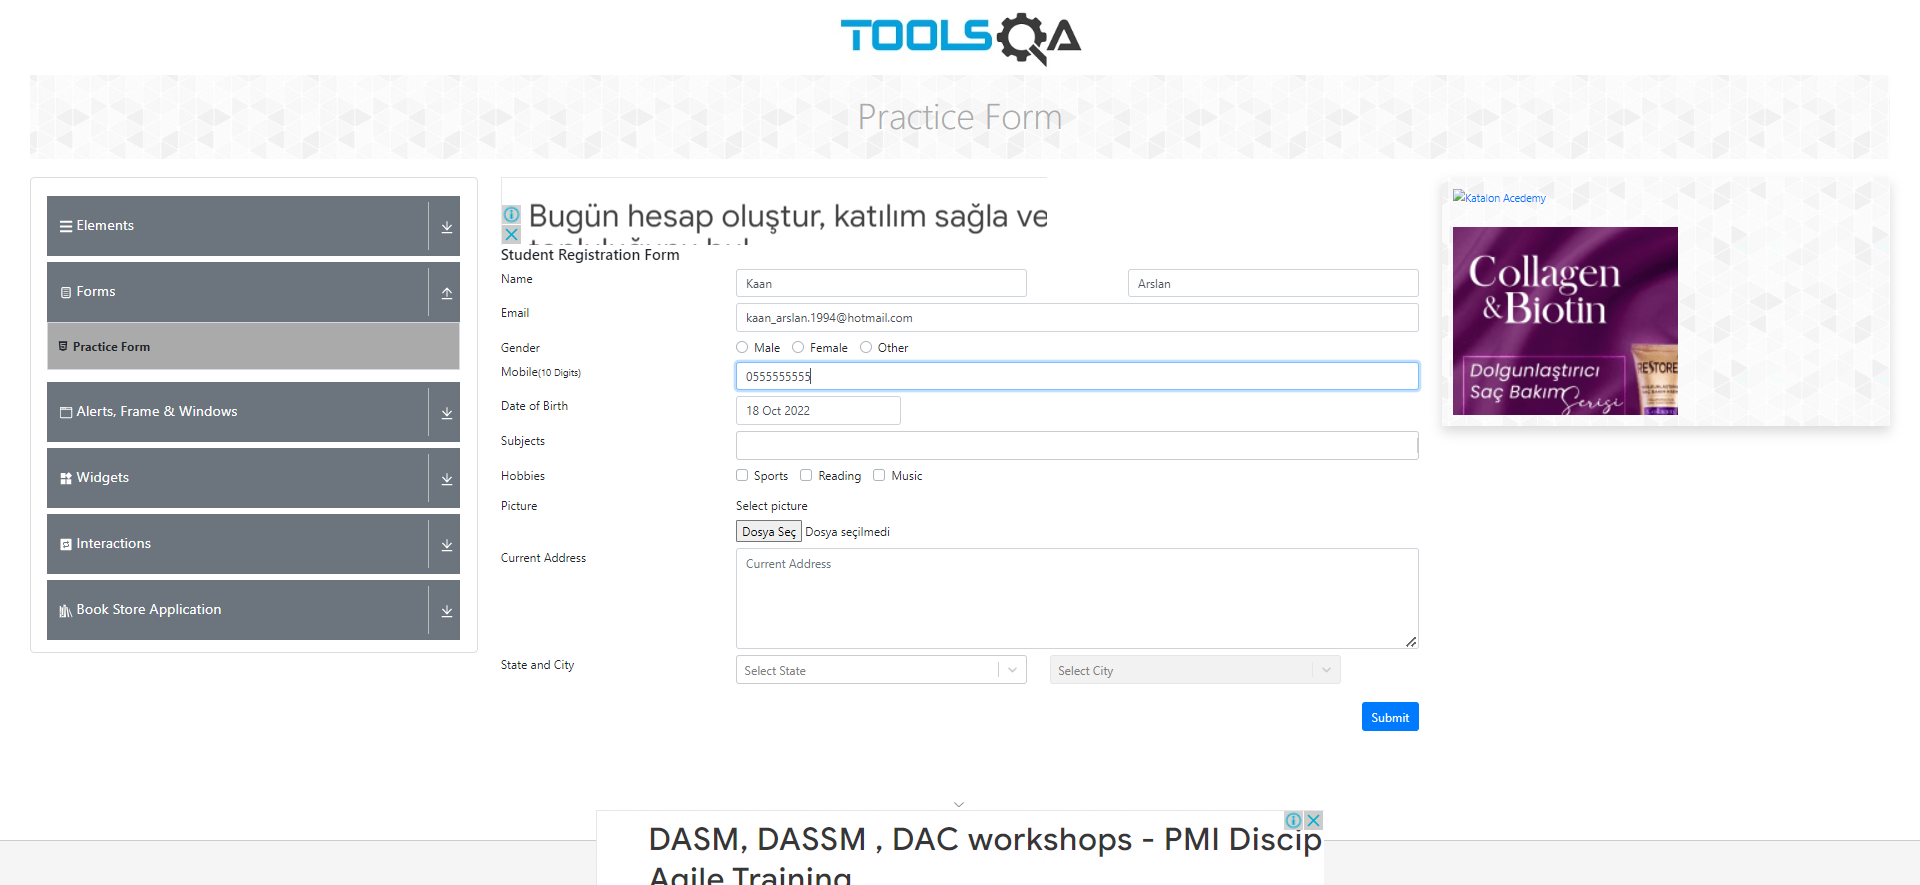 TOOLSQA
Practice Form
Elements
Forms
Practice Form
Alerts, Frame & Windows
Widgets
Interactions
Book Store Application
Bugün hesap oluştur, katılım sağla ve
Student Registration Form
Name
Kaan
Arslan
Email
kaan_arslan.1994@hotmail.com
Gender
Male
Female
Other
Mobile(10 Digits)
0555555555
Date of Birth
18 Oct 2022
Subjects
Hobbies
Sports
Reading
Music
Picture
Select picture
Dosya Seç
Dosya seçilmedi
Current Address
Current Address
State and City
Select State
Select City
Submit
Katalon Acedemy
Collagen
&Biotin
Dolgunlaştırıcı
Saç Bakım
Serisi
RESTORE
DASM, DASSM , DAC workshops - PMI Discip
Agile Training